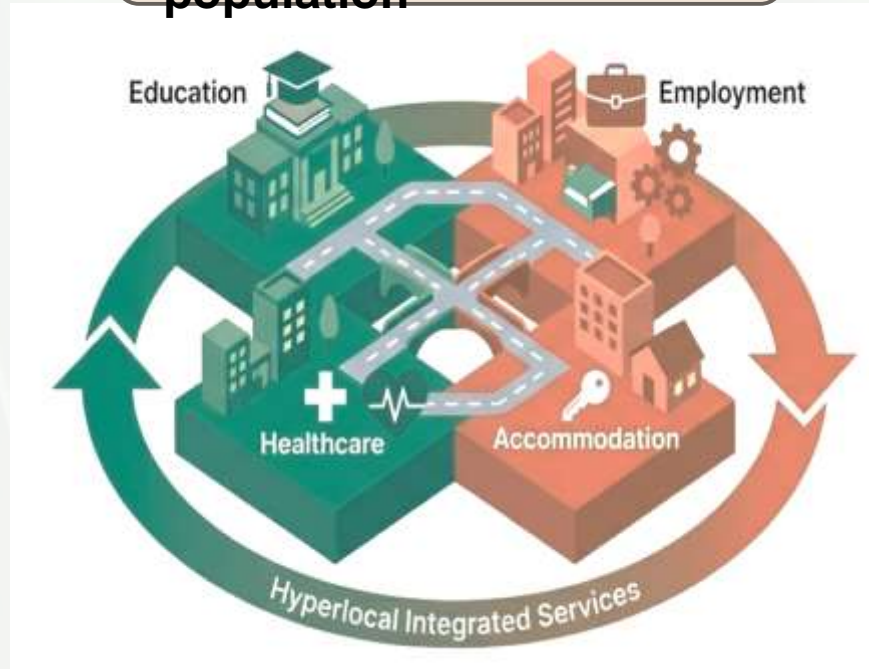 population
Education
Employment
Healthcare
Accommodation
Hyperlocal Integrated Services